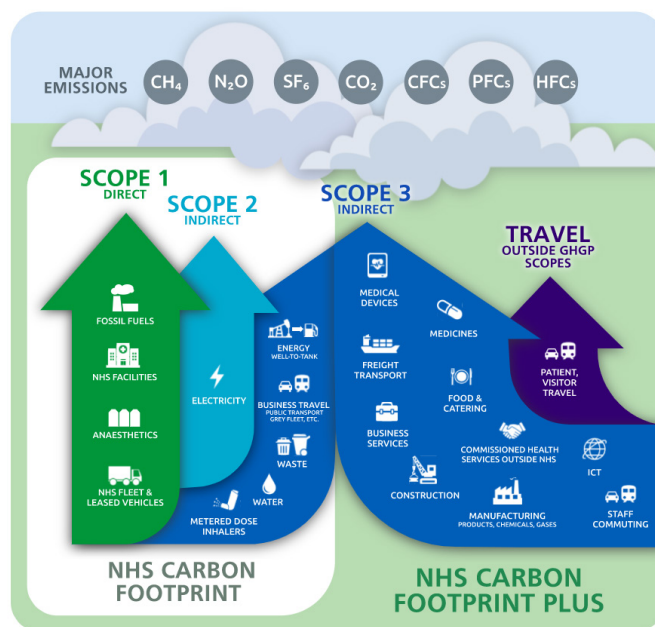 MAJOR
EMISSIONS
CH₄
N₂O
SF₆
CO₂
CFCs
PFCs
HFCs
SCOPE 1
DIRECT
FOSSIL FUELS
NHS FACILITIES
ANAESTHETICS
NHS FLEET &
LEASED VEHICLES
SCOPE 2
INDIRECT
ELECTRICITY
SCOPE 3
INDIRECT
ENERGY
WELL-TO-TANK
BUSINESS TRAVEL
PUBLIC TRANSPORT
GREY FLEET, ETC.
WASTE
WATER
METERED DOSE
INHALERS
MEDICAL
DEVICES
MEDICINES
FREIGHT
TRANSPORT
FOOD &
CATERING
BUSINESS
SERVICES
COMMISSIONED HEALTH
SERVICES OUTSIDE NHS
CONSTRUCTION
MANUFACTURING
PRODUCTS, CHEMICALS, GASES
ICT
STAFF
COMMUTING
TRAVEL
OUTSIDE GHGP
SCOPES
PATIENT,
VISITOR
TRAVEL
NHS CARBON
FOOTPRINT
NHS CARBON
FOOTPRINT PLUS